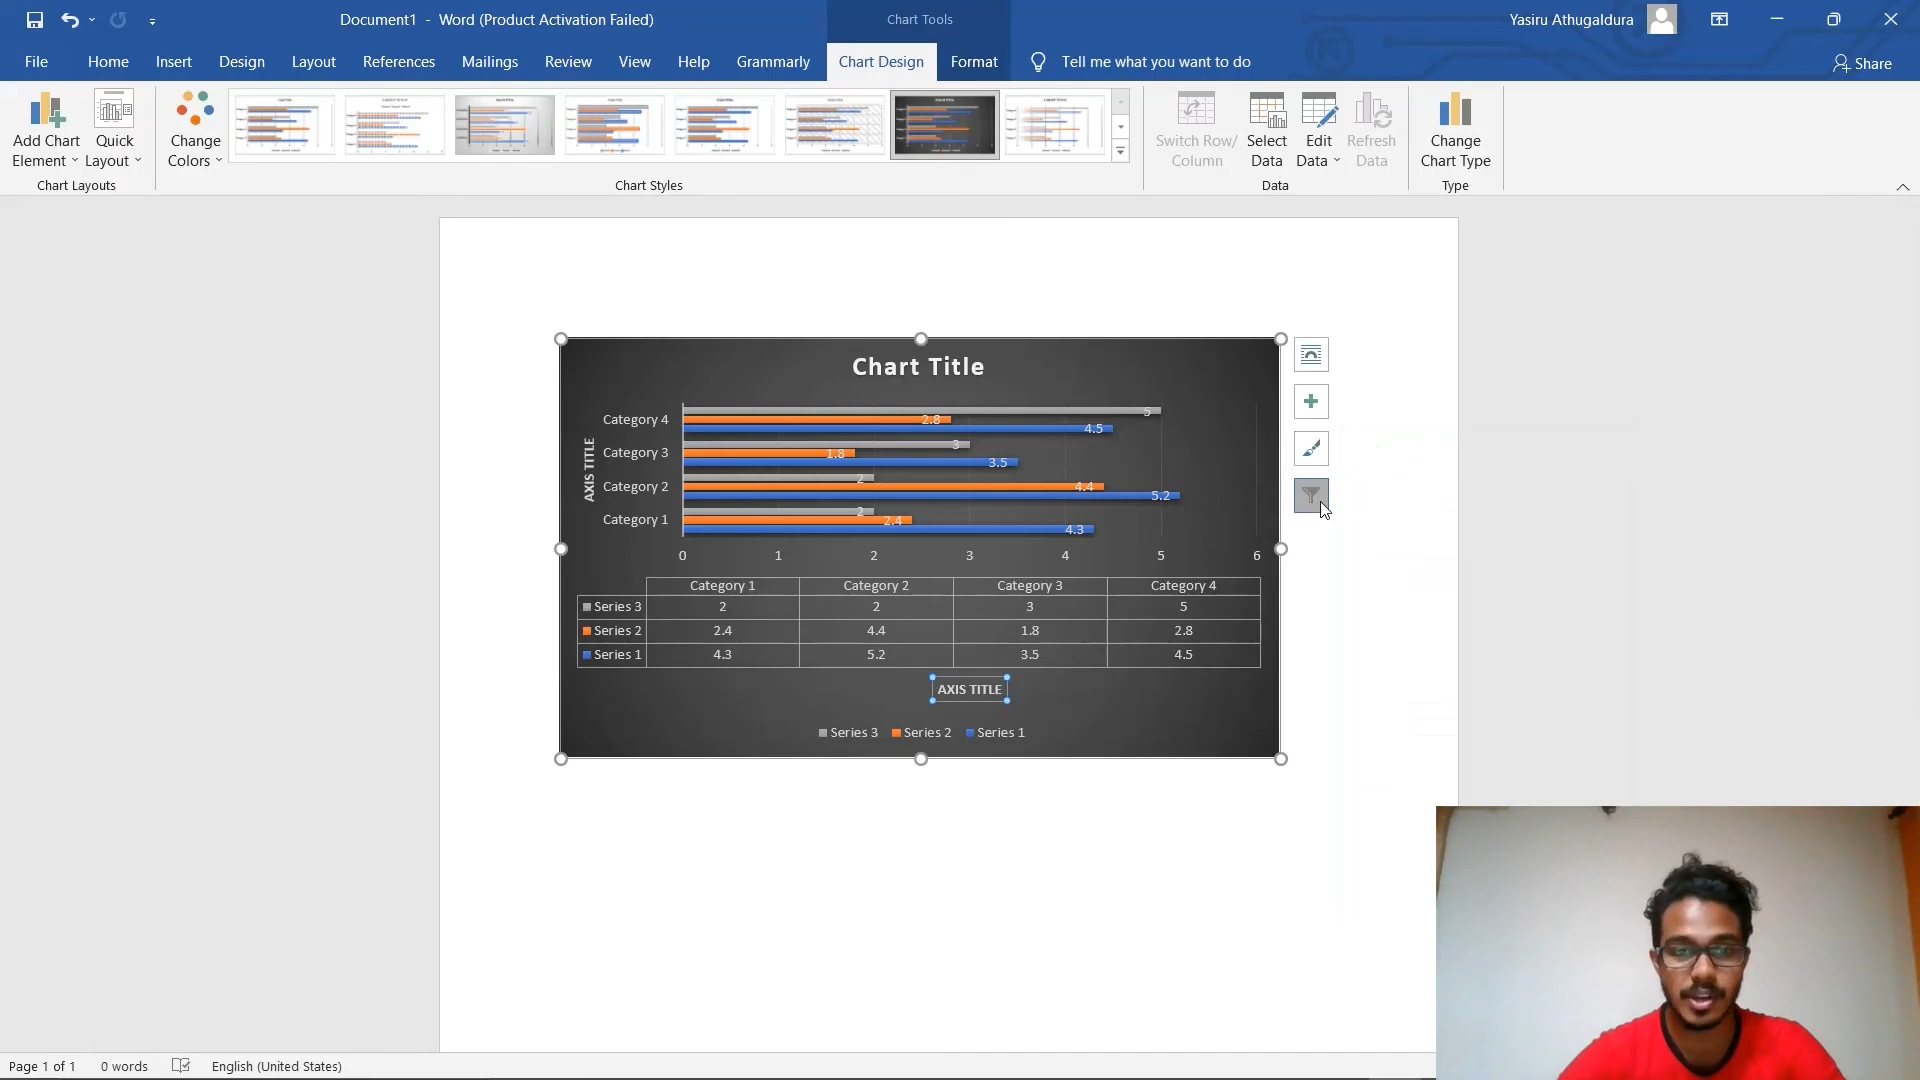 Document1 - Word (Product Activation Failed)
Chart Tools
Yasiru Athugaldura
File Home Insert Design Layout References Mailings Review View Help Grammarly Chart Design Format Tell me what you want to do Share
Add Chart Element
Quick Layout
Change Colors
Switch Row/ Column
Select Data
Edit Data
Refresh Data
Change Chart Type
Chart Layouts
Chart Styles
Data
Type
Chart Title
AXIS TITLE
Category 4
5
2.8
4.5
Category 3
3
1.8
3.5
Category 2
2
4.4
5.2
Category 1
2
2.4
4.3
0 1 2 3 4 5 6
Category 1 Category 2 Category 3 Category 4
Series 3 2 2 3 5
Series 2 2.4 4.4 1.8 2.8
Series 1 4.3 5.2 3.5 4.5
AXIS TITLE
Series 3 Series 2 Series 1
Page 1 of 1 0 words English (United States)